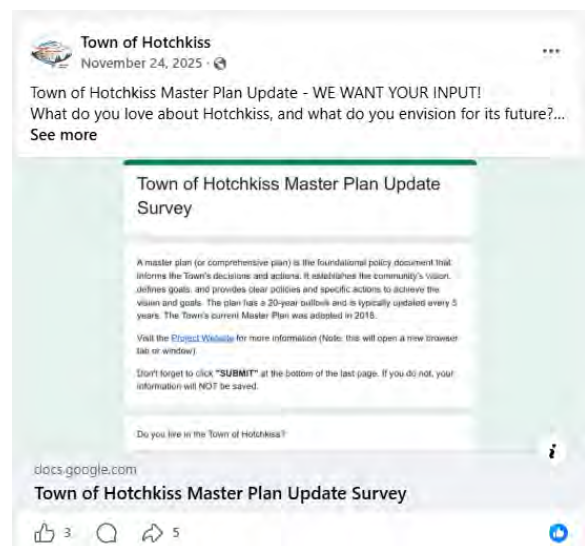 Town of Hotchkiss
November 24, 2025 ·
Town of Hotchkiss Master Plan Update - WE WANT YOUR INPUT!
What do you love about Hotchkiss, and what do you envision for its future?...
See more
Town of Hotchkiss Master Plan Update
Survey
A master plan (or comprehensive plan) is the foundational policy document that
informs the Town's decisions and actions. It establishes the community's vision,
defines goals, and provides clear policies and specific actions to achieve the
vision and goals. The plan has a 20-year outlook and is typically updated every 5
years. The Town's current Master Plan was adopted in 2018.
Visit the Project Website for more information (Note: this will open a new browser
tab or window)
Don't forget to click "SUBMIT" at the bottom of the last page. If you do not, your
information will NOT be saved.
Do you live in the Town of Hotchkiss?
docs.google.com
Town of Hotchkiss Master Plan Update Survey
3 5